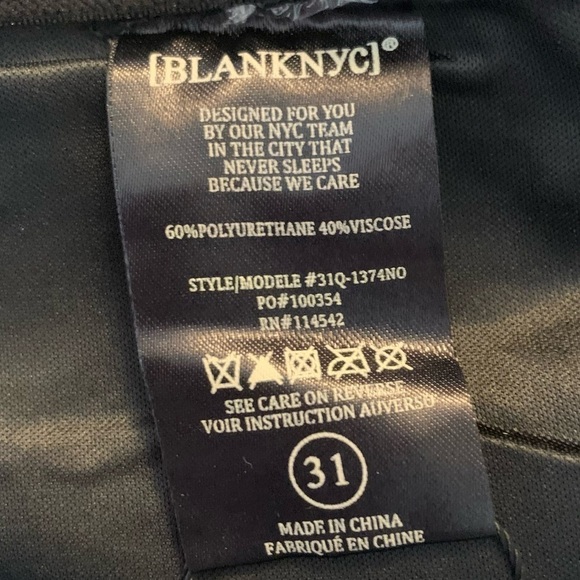 [BLANKNYC]®
DESIGNED FOR YOU
BY OUR NYC TEAM
IN THE CITY THAT
NEVER SLEEPS
BECAUSE WE CARE
60%POLYURETHANE 40%VISCOSE
STYLE/MODELE #31Q-1374NO
PO#100354
RN#114542
SEE CARE ON REVERSE
VOIR INSTRUCTION AUVERSO
31
MADE IN CHINA
FABRIQUÉ EN CHINE